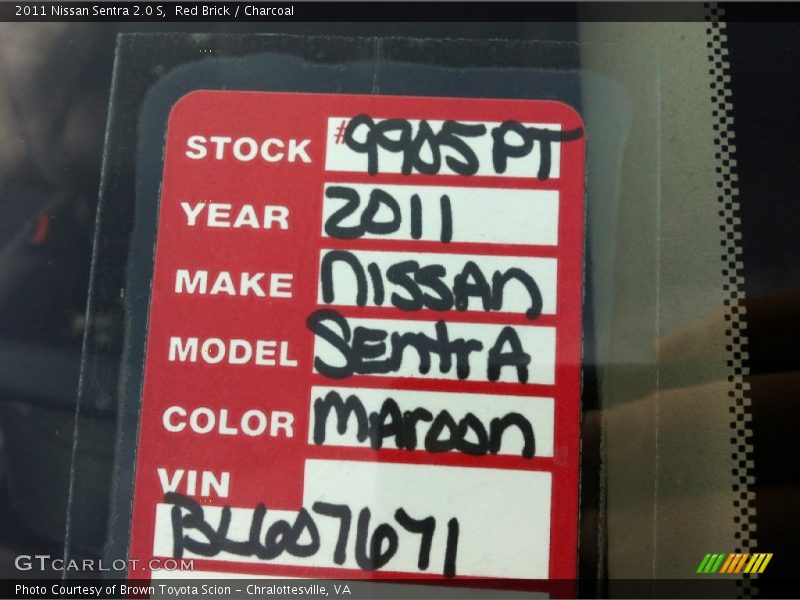 2011 Nissan Sentra 2.0 S, Red Brick / Charcoal
STOCK #9905PT
YEAR 2011
MAKE NISSAN
MODEL SentrA
COLOR MAroon
VIN
BL607671
GTCARLOT.COM
Photo Courtesy of Brown Toyota Scion - Chralottesville, VA